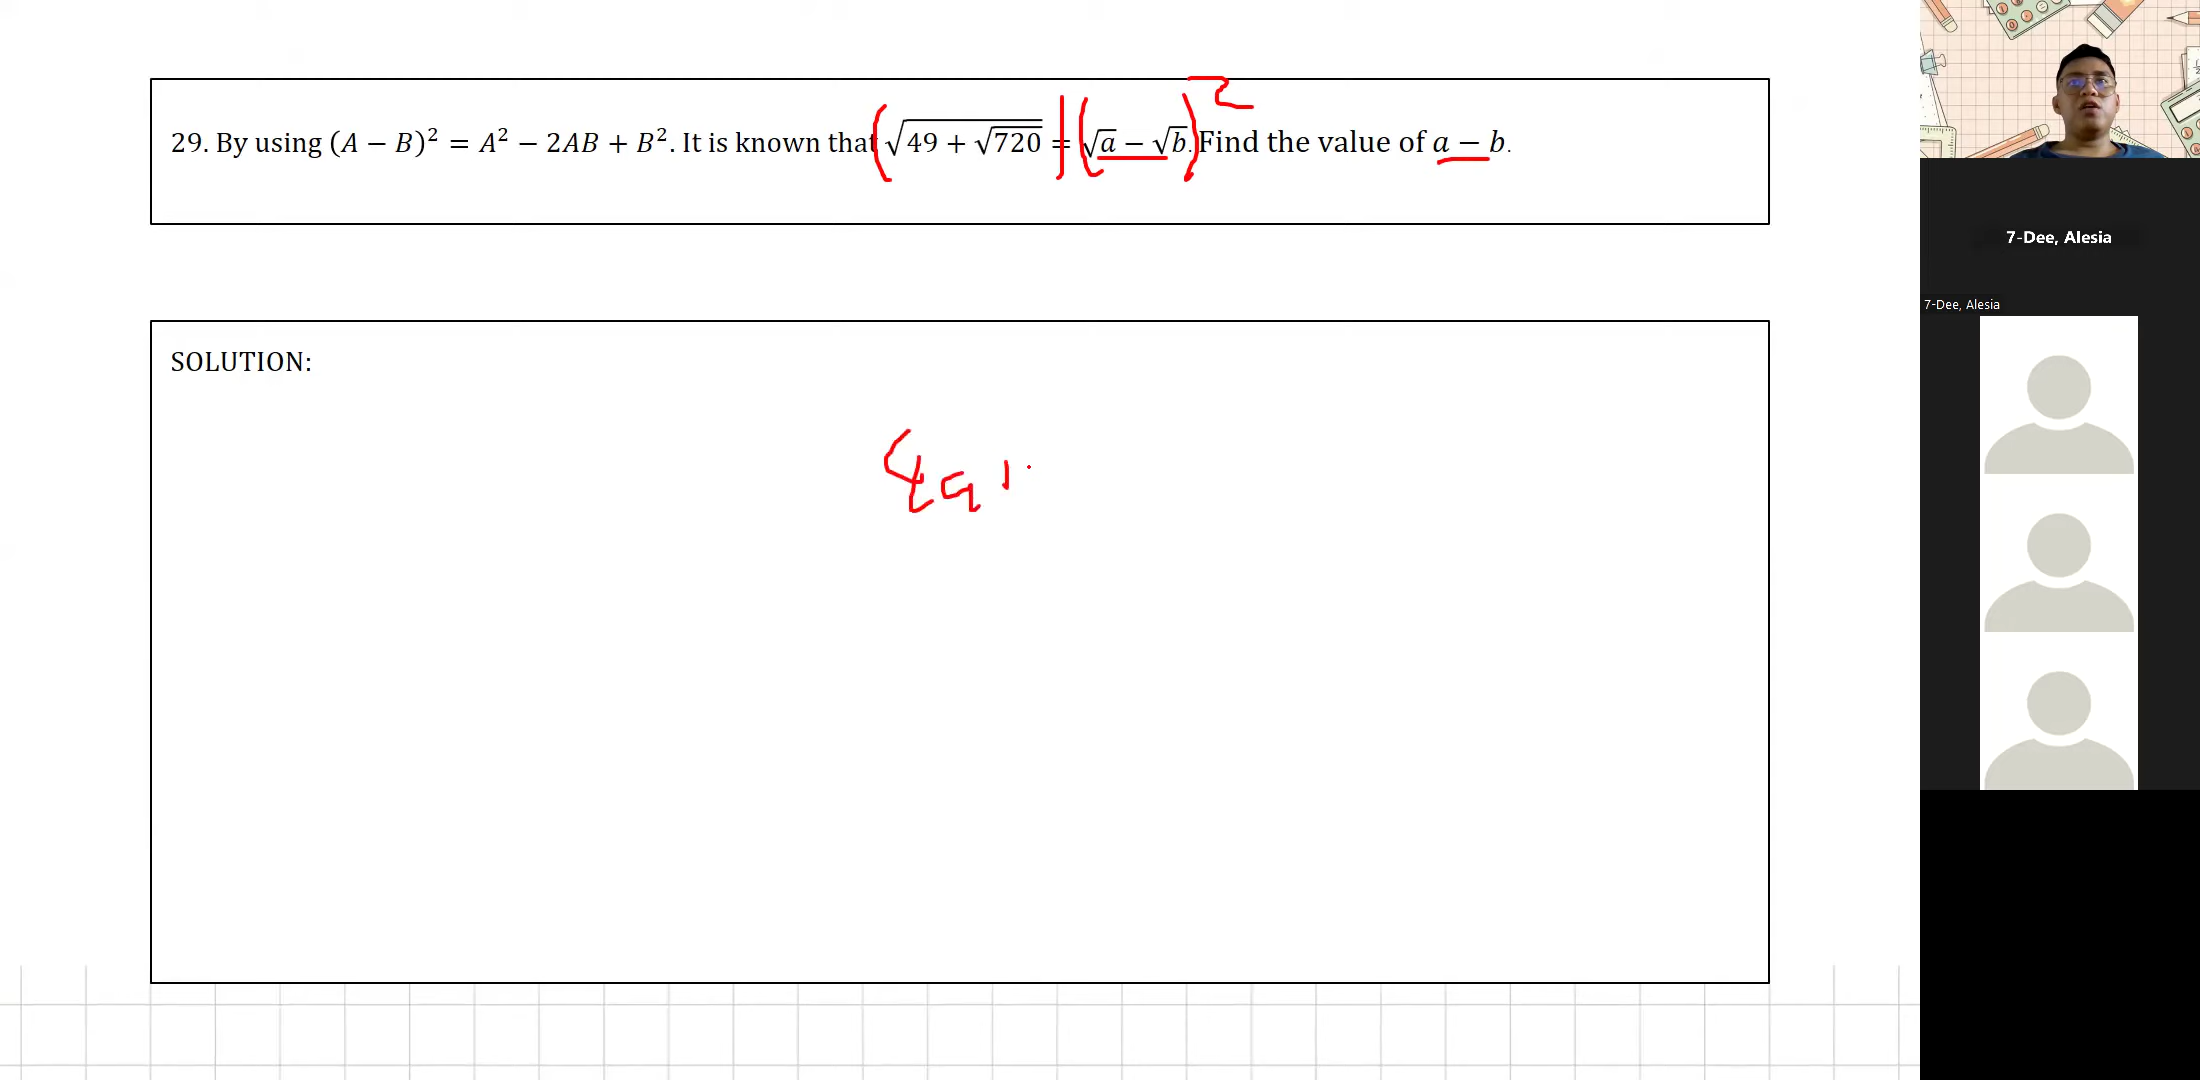 29. By using (A − B)² = A² − 2AB + B². It is known that √(49 + √720) = √a − √b. Find the value of a − b.
2
SOLUTION:
49
7-Dee, Alesia
7-Dee, Alesia